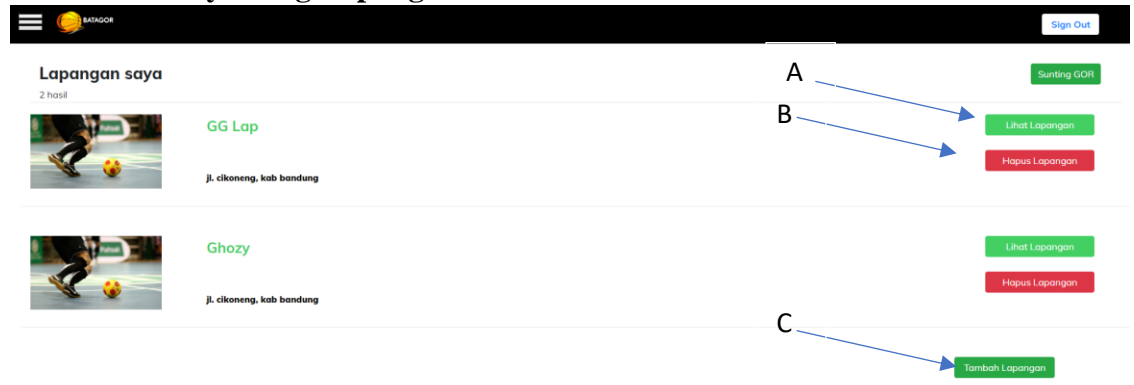 BATAGOR
Sign Out
Lapangan saya
Sunting GOR
2 hasil
A
B
GG Lap
Lihat Lapangan
Hapus Lapangan
jl. cikoneng, kab bandung
Ghozy
Lihat Lapangan
Hapus Lapangan
jl. cikoneng, kab bandung
C
Tambah Lapangan